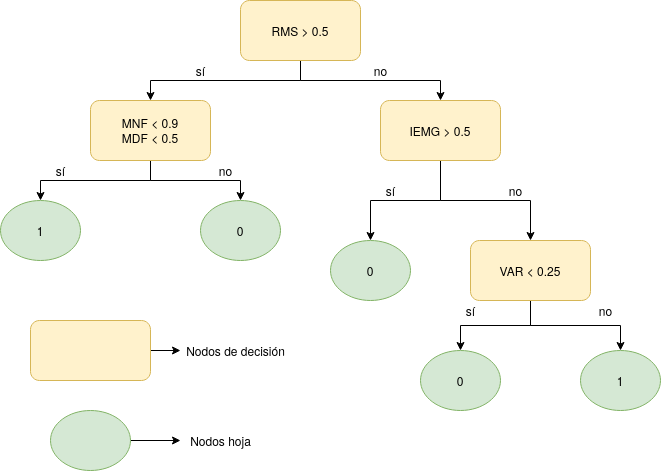 RMS > 0.5
sí
no
MNF < 0.9
MDF < 0.5
IEMG > 0.5
sí
no
sí
no
1
0
0
VAR < 0.25
sí
no
Nodos de decisión
0
1
Nodos hoja